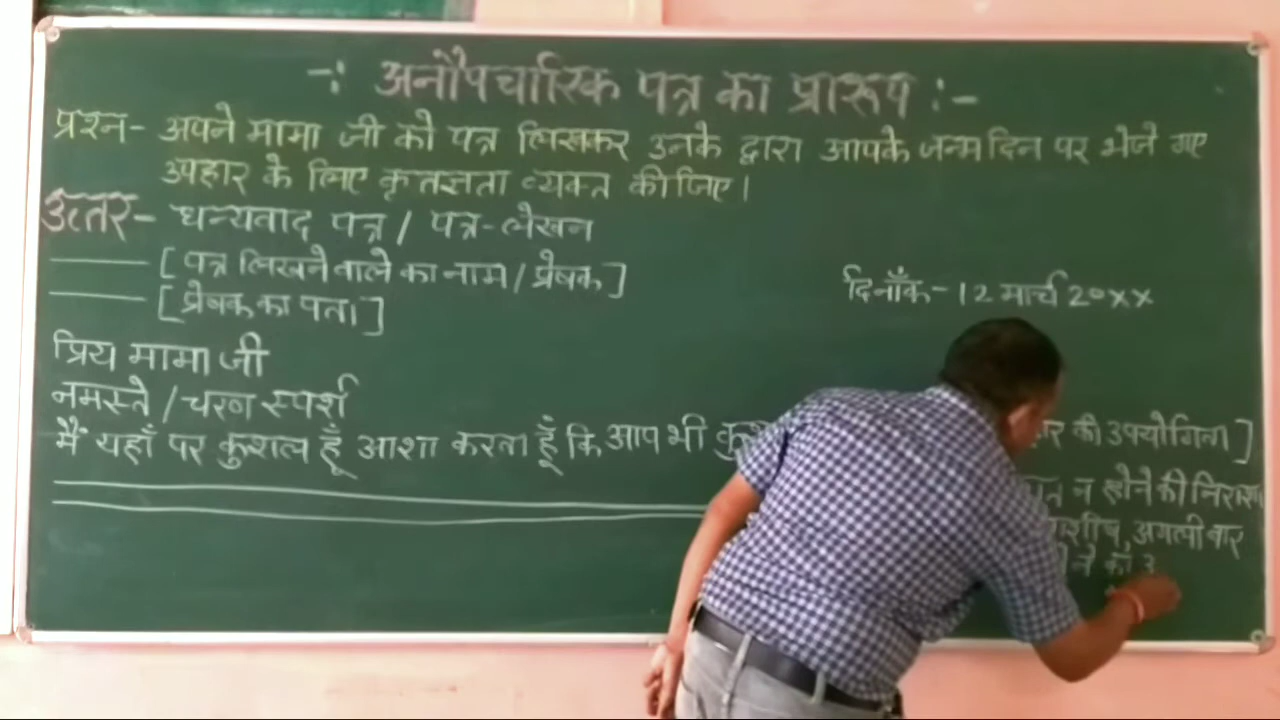 -: अनौपचारिक पत्र का प्रारूप :-
प्रश्न- अपने मामा जी को पत्र लिखकर उनके द्वारा आपके जन्म दिन पर भेजे गए
उपहार के लिए कृतज्ञता व्यक्त कीजिए।
उत्तर- धन्यवाद पत्र / पत्र-लेखन
[पत्र लिखने वाले का नाम / प्रेषक]
[प्रेषक का पता]
दिनाँक- 12 मार्च 20xx
प्रिय मामा जी
नमस्ते / चरण स्पर्श
मैं यहाँ पर कुशल हूँ आशा करता हूँ कि आप भी
की उपयोगिता]
न होने की निराशा
अगली बार